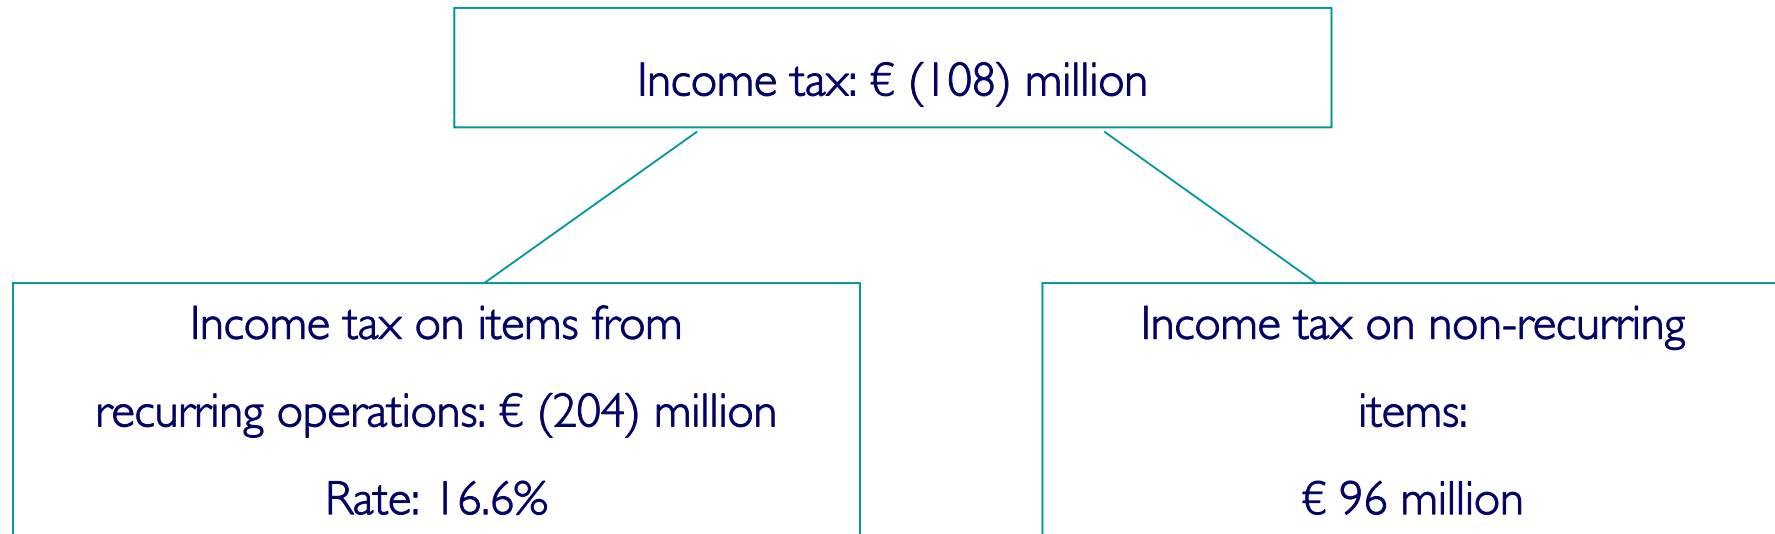 Income tax: € (108) million
Income tax on items from
recurring operations: € (204) million
Rate: 16.6%
Income tax on non-recurring
items:
€ 96 million